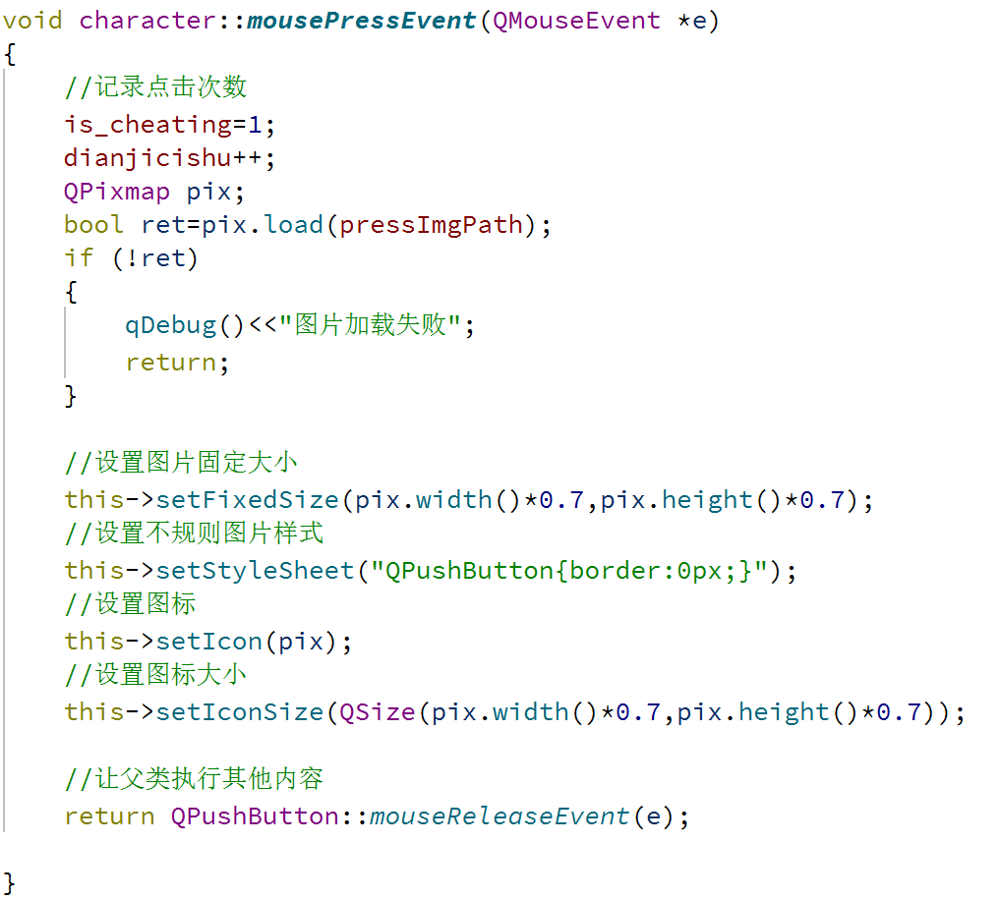 void character::mousePressEvent(QMouseEvent *e)
{
    //记录点击次数
    is_cheating=1;
    dianjicishu++;
    QPixmap pix;
    bool ret=pix.load(pressImgPath);
    if (!ret)
    {
        qDebug()<<"图片加载失败";
        return;
    }
    //设置图片固定大小
    this->setFixedSize(pix.width()*0.7,pix.height()*0.7);
    //设置不规则图片样式
    this->setStyleSheet("QPushButton{border:0px;}");
    //设置图标
    this->setIcon(pix);
    //设置图标大小
    this->setIconSize(QSize(pix.width()*0.7,pix.height()*0.7));
    //让父类执行其他内容
    return QPushButton::mouseReleaseEvent(e);
}